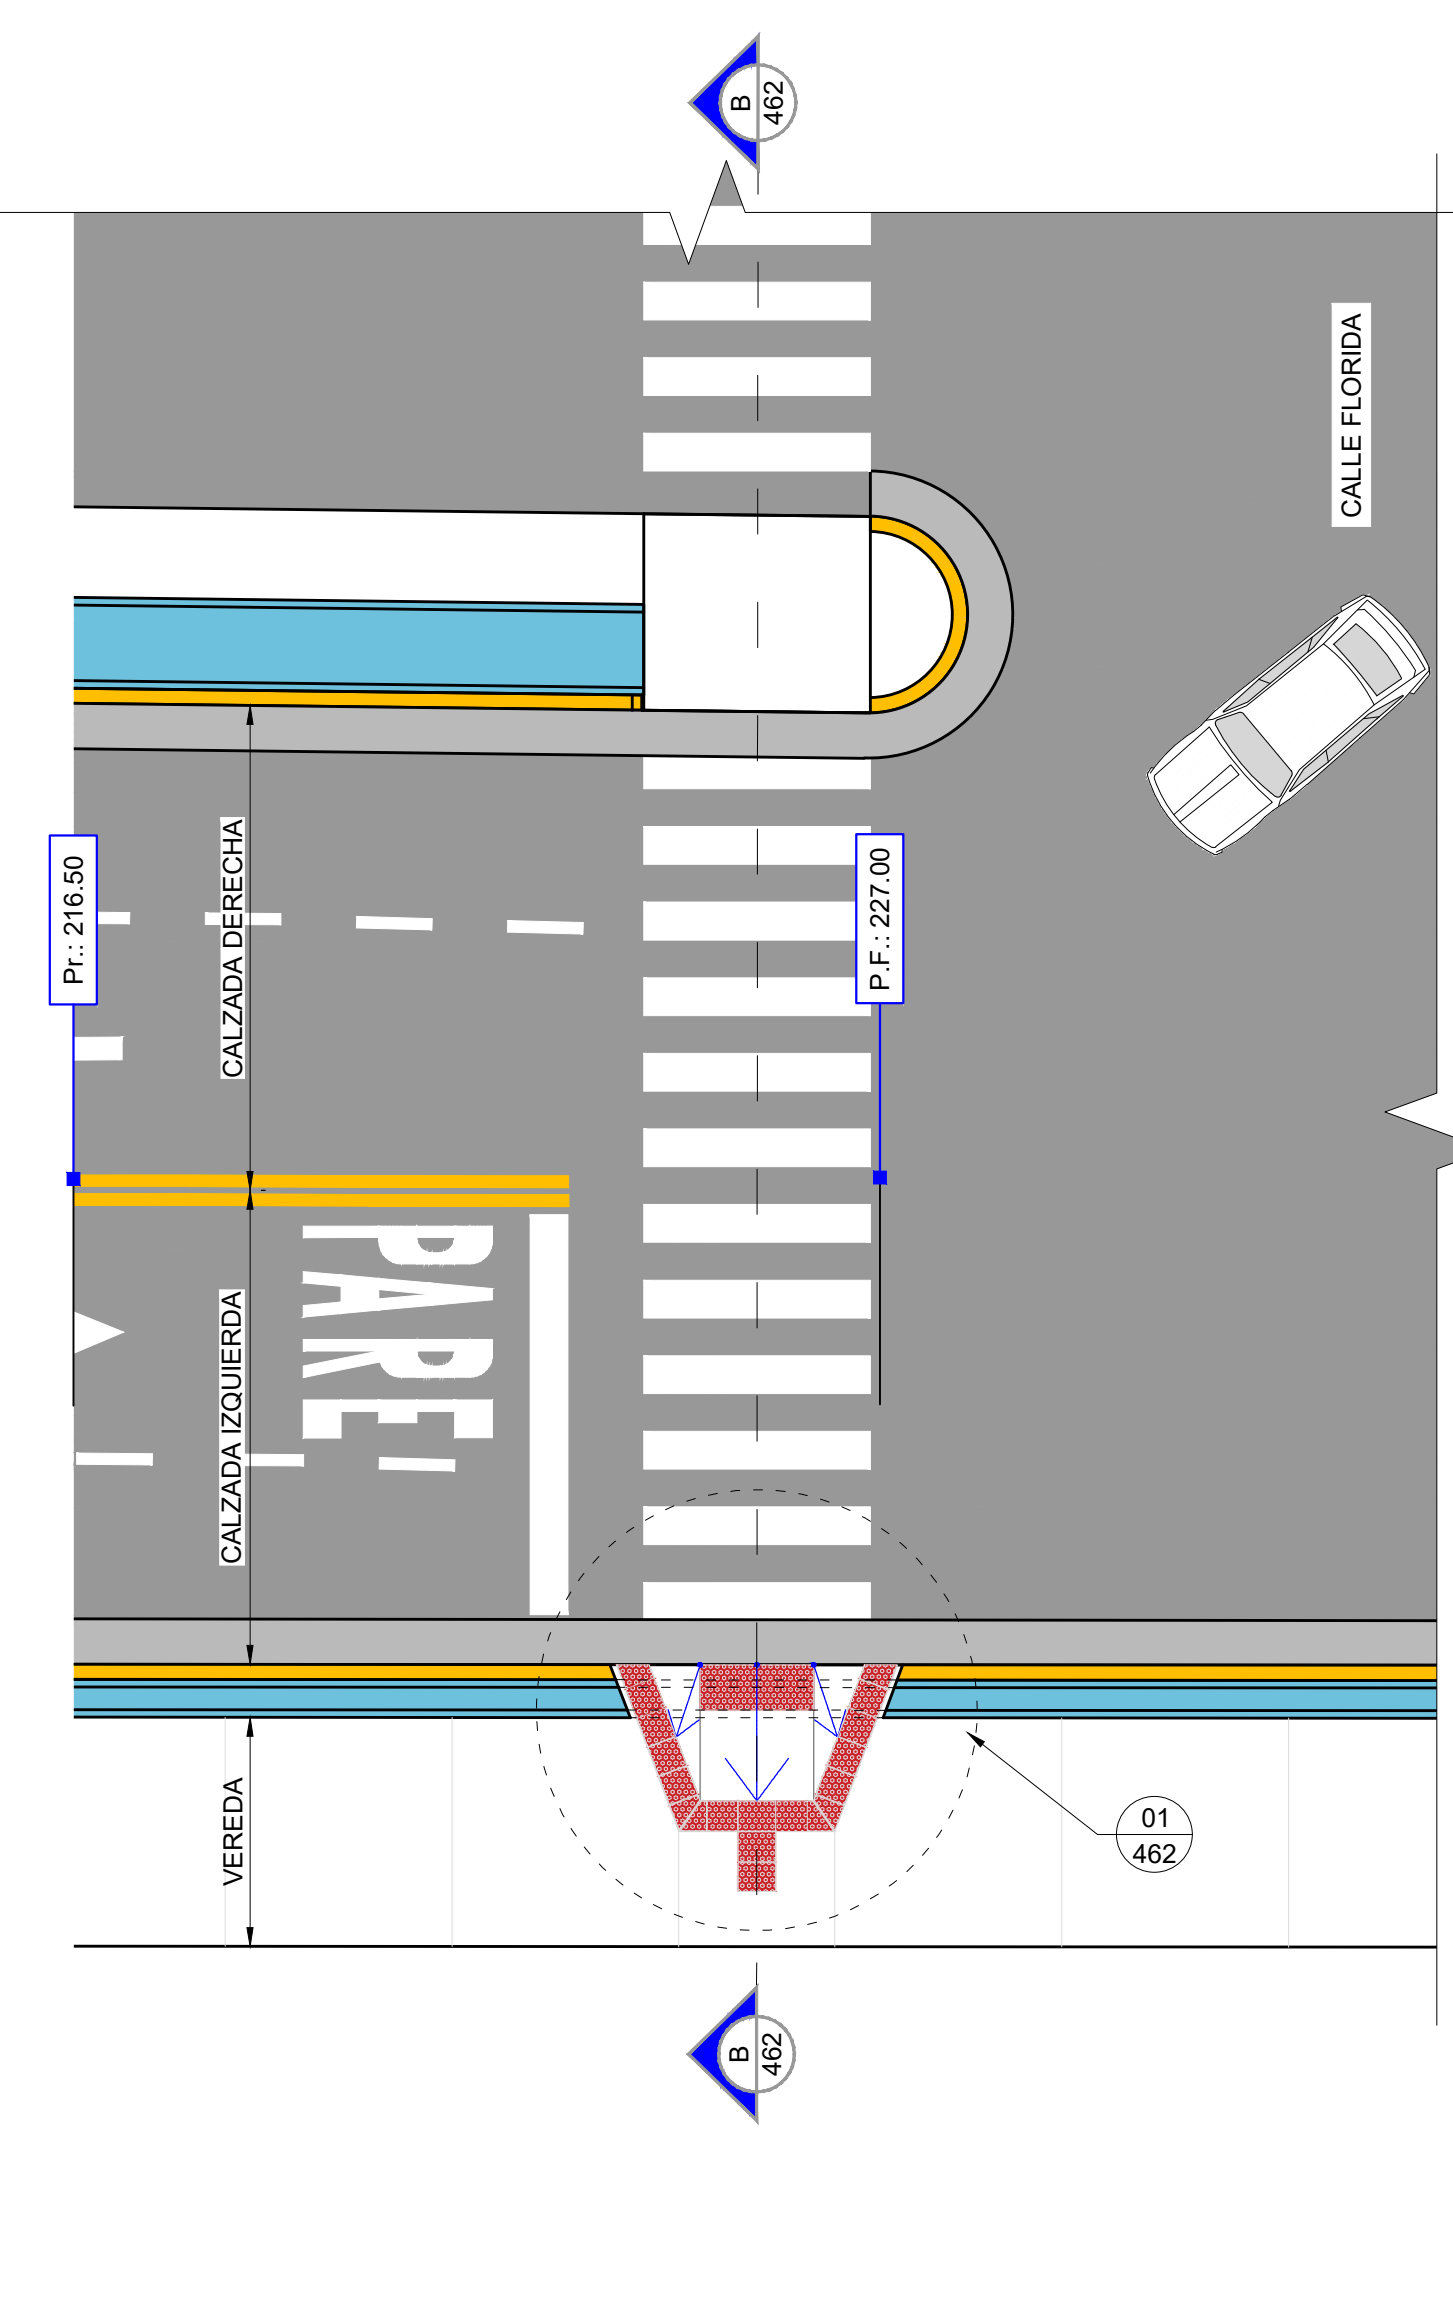 B
462
CALLE FLORIDA
Pr.: 216.50
CALZADA DERECHA
P.F.: 227.00
PARE
CALZADA IZQUIERDA
VEREDA
01
462
B
462